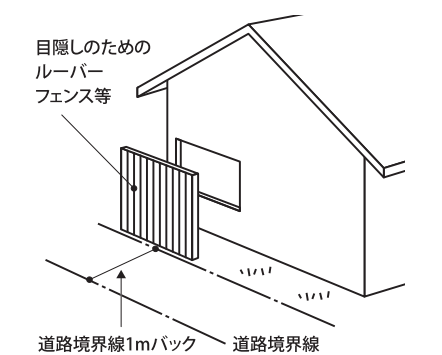 目隠しのための
ルーバー
フェンス等
道路境界線1mバック
道路境界線